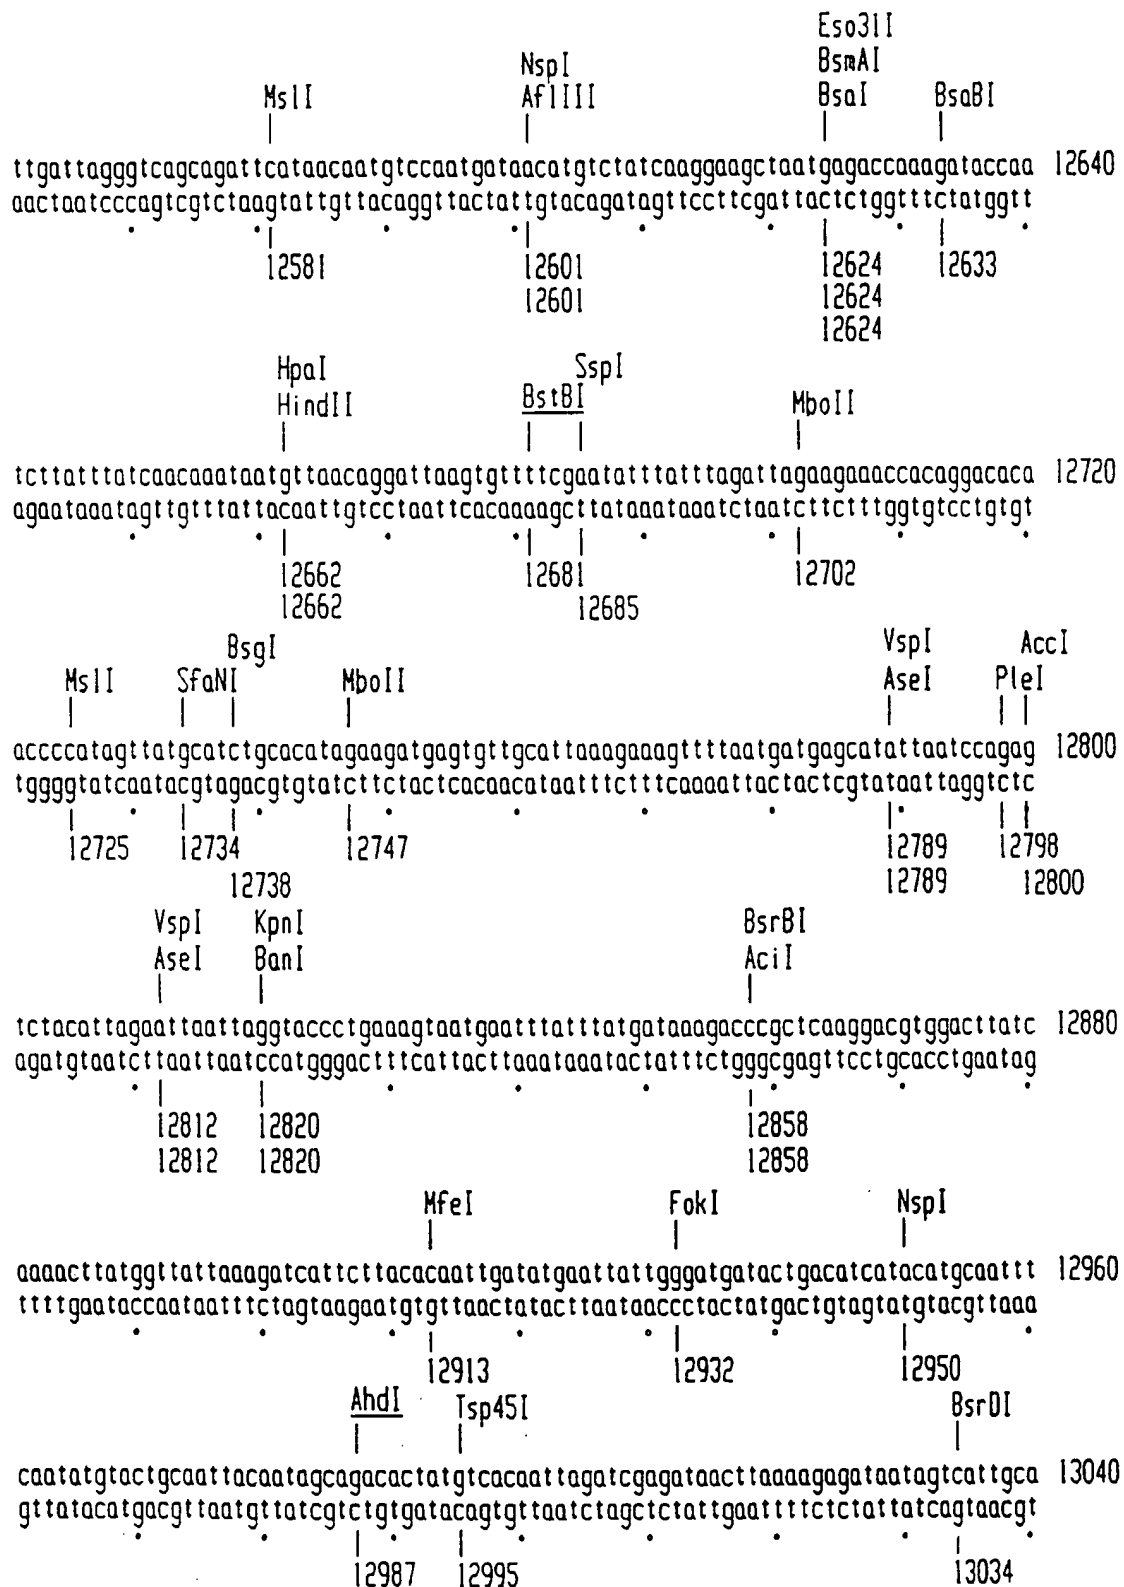 Eso31I
NspI BsmAI
MslI AflIII BsaI BsaBI
ttgattagggtcagcagattcataacaatgtccaatgataacatgtctatcaaggaagctaatgagaccaaagataccaa 12640
aactaatcccagtcgtctaagtattgttacaggttactattgtacagatagttccttcgattactctggtttctatggtt
12581 12601 12624 12633
12601 12624
12624
HpaI SspI
HindII BstBI MboII
tcttatttatcaacaaataatgttaacaggattaagtgttttcgaatatttatttagattagaagaaaccacaggacaca 12720
agaataaatagttgtttattacaattgtcctaattcacaaaagcttataaataaatctaatcttctttggtgtcctgtgt
12662 12681 12702
12662 12685
BsgI VspI AccI
MslI SfaNI MboII AseI PleI
accccatagttatgcatctgcacatagaagatgagtgttgcattaaagaaagttttaatgatgagcatattaatccagag 12800
tggggtatcaatacgtagacgtgtatcttctactcacaacataatttctttcaaaattactactcgtataattaggtctc
12725 12734 12747 12789 12798
12738 12789 12800
VspI KpnI BsrBI
AseI BanI AciI
tctacattagaattaattaggtaccctgaaagtaatgaatttatttatgataaagacccgctcaaggacgtggacttatc 12880
agatgtaatcttaattaatccatgggactttcattacttaaataaatactatttctgggcgagttcctgcacctgaatag
12812 12820 12858
12812 12820 12858
MfeI FokI NspI
aaaacttatggttattaaagatcattcttacacaattgatatgaattattgggatgatactgacatcatacatgcaattt 12960
ttttgaataccaataatttctagtaagaatgtgttaactatacttaataaccctactatgactgtagtatgtacgttaaa
12913 12932 12950
AhdI Tsp45I BsrDI
caatatgtactgcaattacaatagcagacactatgtcacaattagatcgagataacttaaaagagataatagtcattgca 13040
gttatacatgacgttaatgttatcgtctgtgatacagtgttaatctagctctattgaattttctctattatcagtaacgt
12987 12995 13034